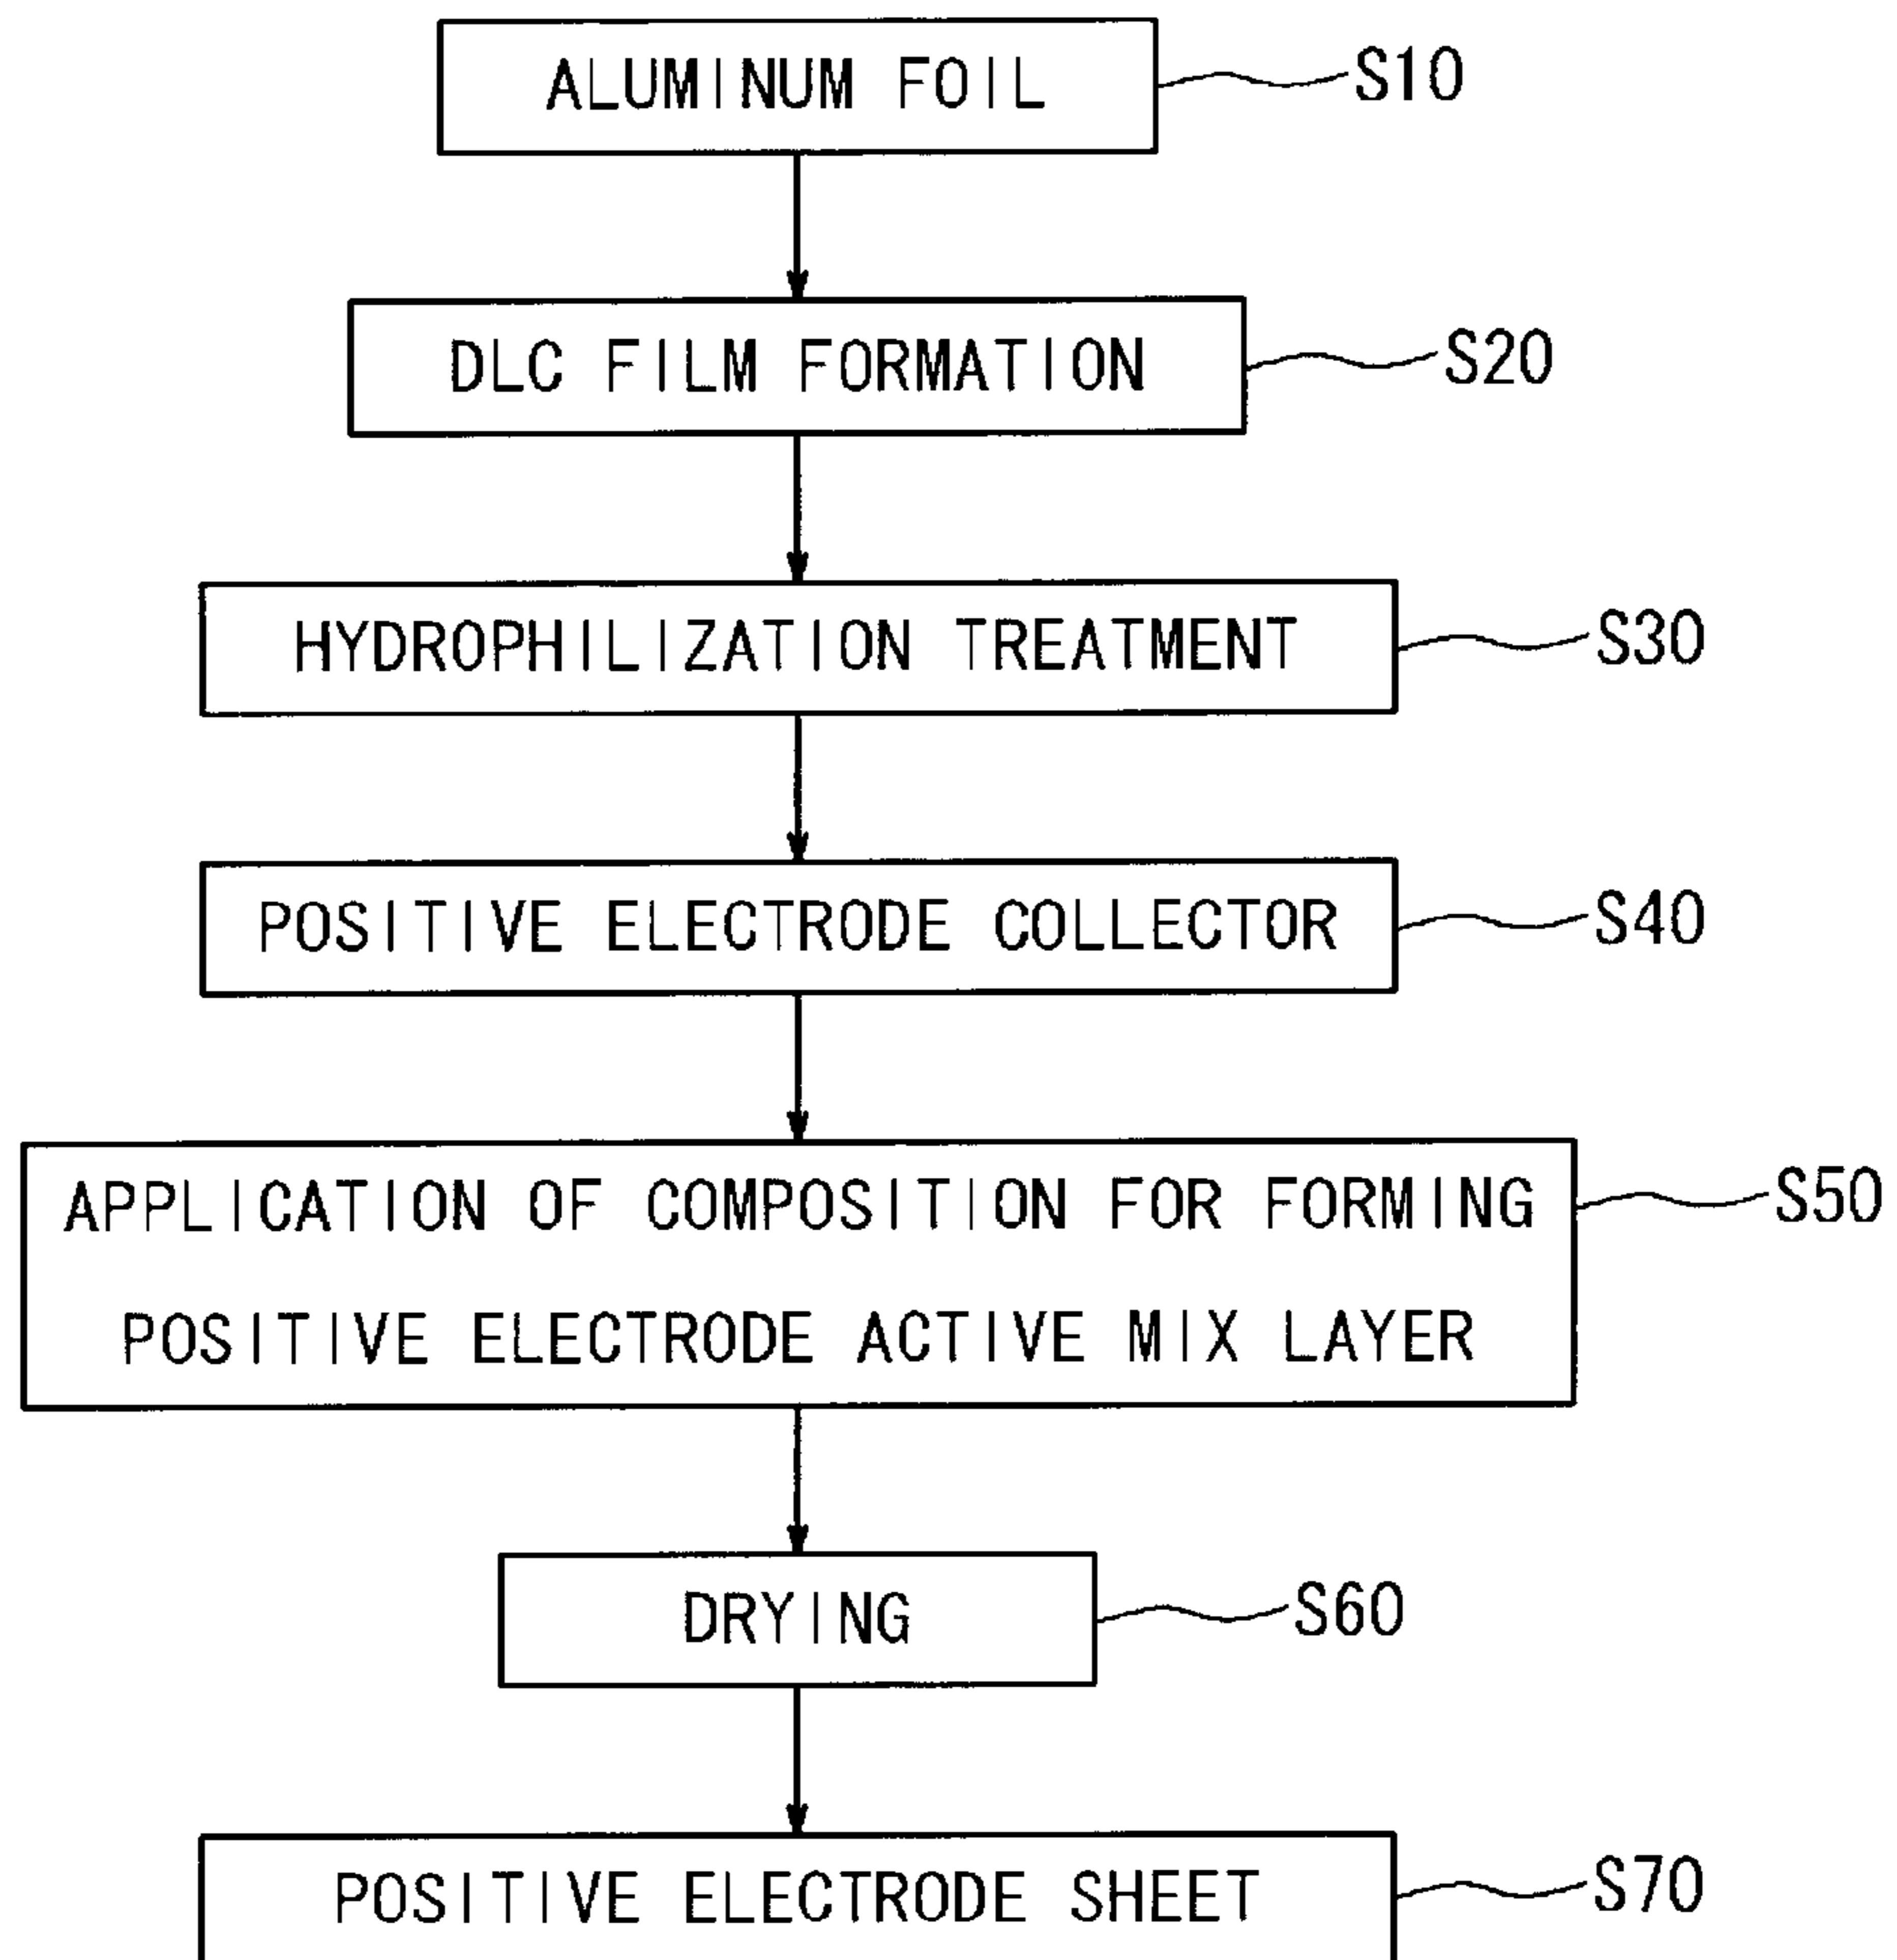 ALUMINUM FOIL
S10
DLC FILM FORMATION
S20
HYDROPHILIZATION TREATMENT
S30
POSITIVE ELECTRODE COLLECTOR
S40
APPLICATION OF COMPOSITION FOR FORMING
POSITIVE ELECTRODE ACTIVE MIX LAYER
S50
DRYING
S60
POSITIVE ELECTRODE SHEET
S70